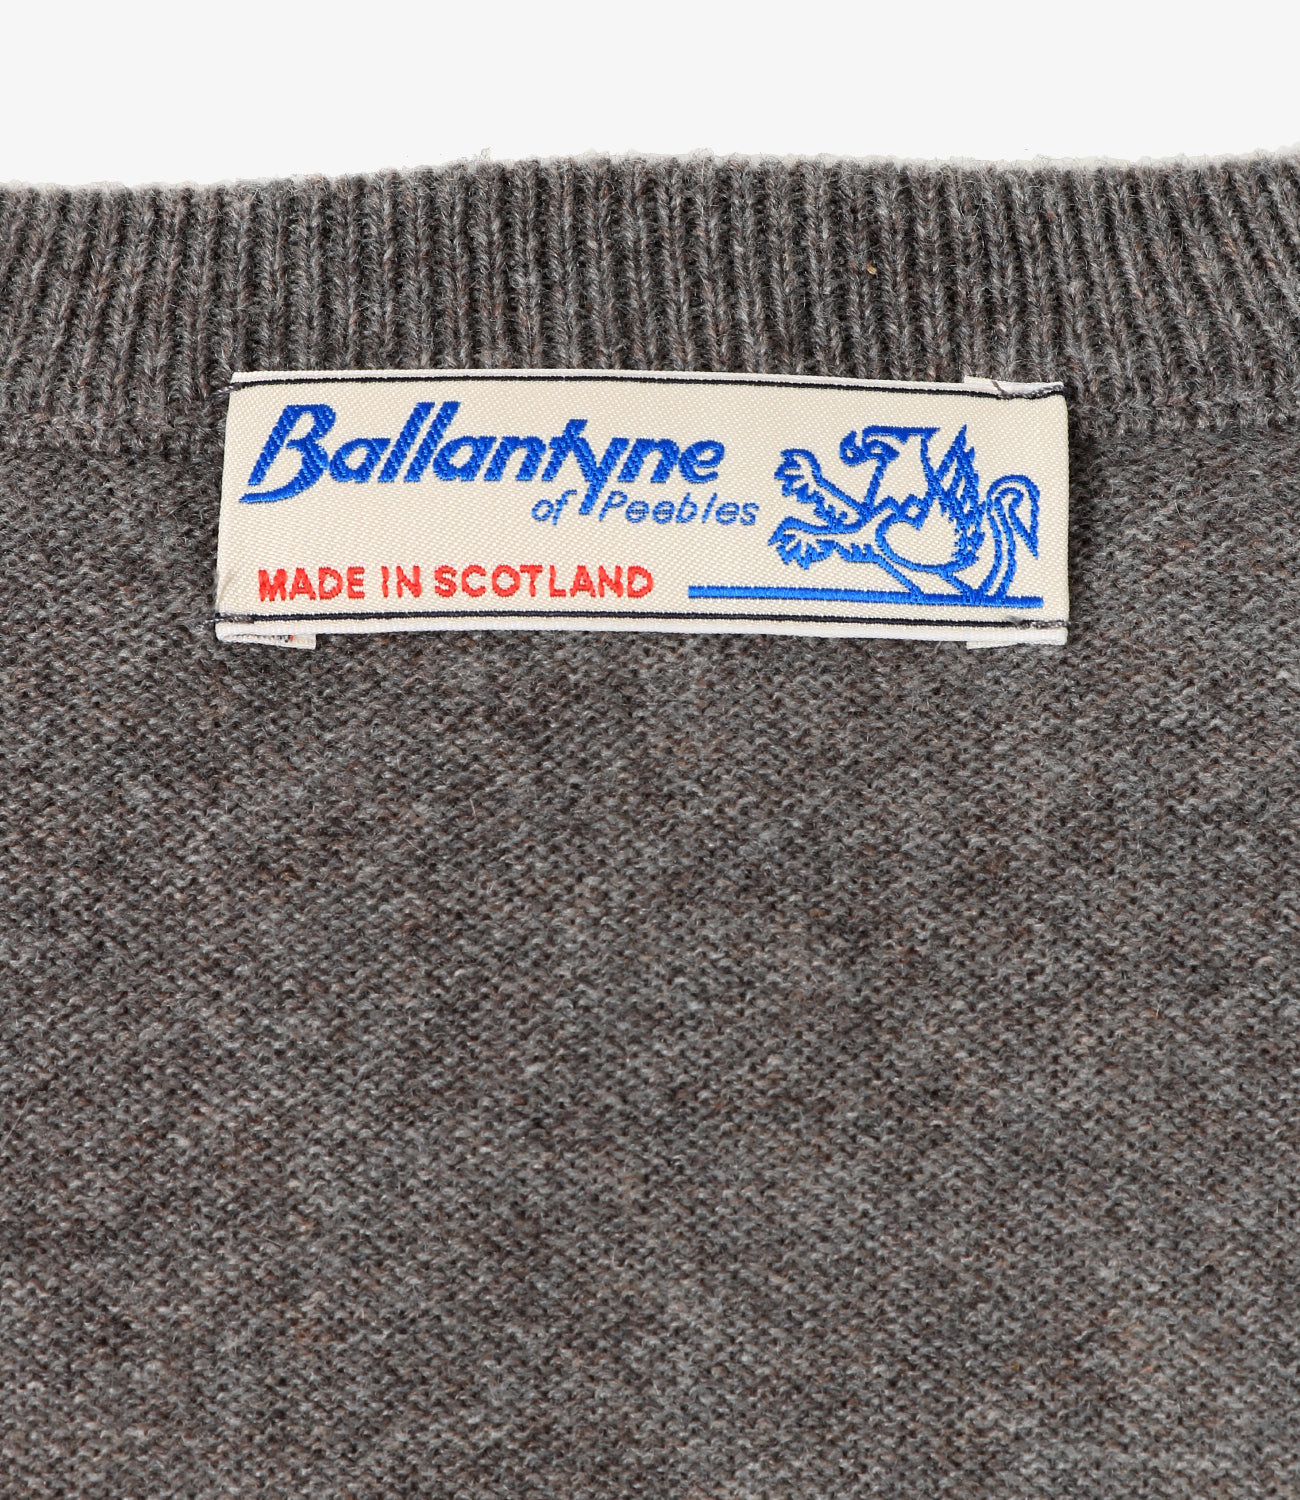 Ballantyne
of Peebles
MADE IN SCOTLAND